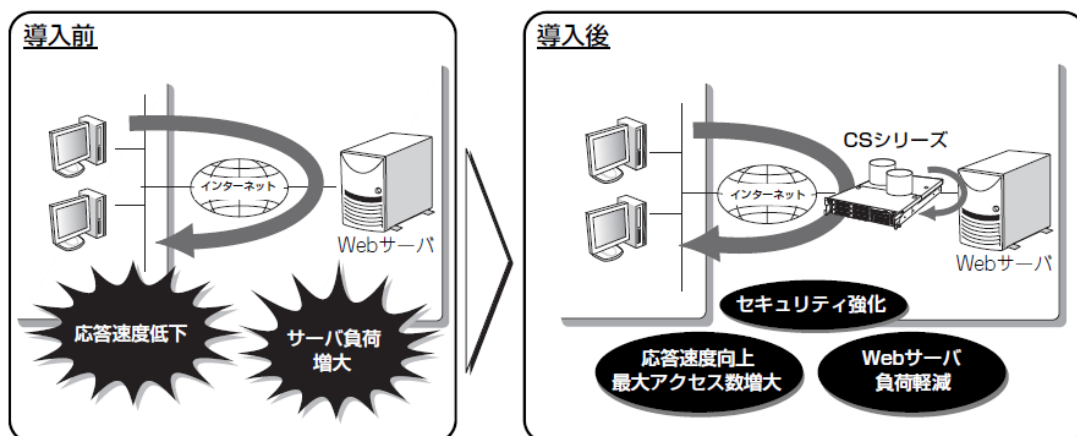 導入前
インターネット
Webサーバ
応答速度低下
サーバ負荷
増大
導入後
CSシリーズ
インターネット
Webサーバ
セキュリティ強化
応答速度向上
最大アクセス数増大
Webサーバ
負荷軽減